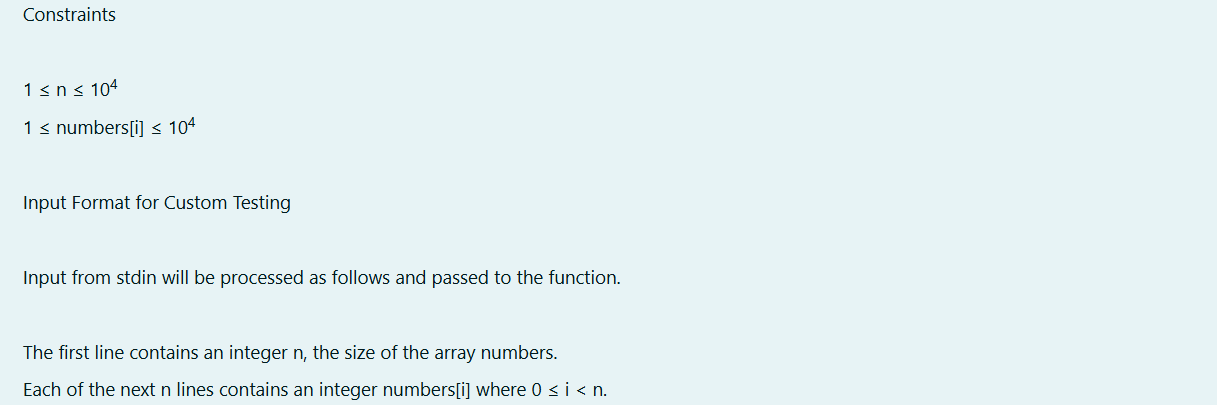 Constraints
1 ≤ n ≤ 10⁴
1 ≤ numbers[i] ≤ 10⁴
Input Format for Custom Testing
Input from stdin will be processed as follows and passed to the function.
The first line contains an integer n, the size of the array numbers.
Each of the next n lines contains an integer numbers[i] where 0 ≤ i < n.